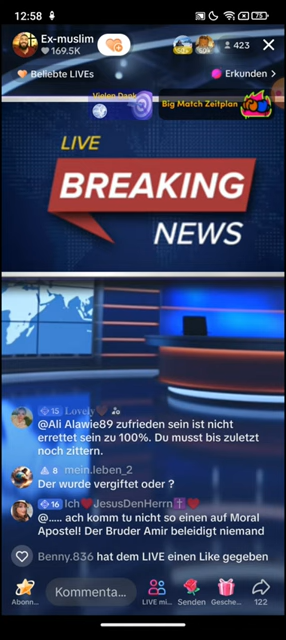 12:58
75
Ex-muslim
169.5K
423
Beliebte LIVEs
Erkunden >
Vielen Dank
Big Match Zeitplan
LIVE
BREAKING
NEWS
15 Lovely
@Ali Alawie89 zufrieden sein ist nicht
errettet sein zu 100%. Du musst bis zuletzt
noch zittern.
8 mein.leben_2
Der wurde vergiftet oder ?
16 Ich❤️JesusDenHerrn✝️❤️
@..... ach komm tu nicht so einen auf Moral
Apostel! Der Bruder Amir beleidigt niemand
Benny.836 hat dem LIVE einen Like gegeben
Kommenta...
Abonn... LIVE mi... Senden Gesche... 122